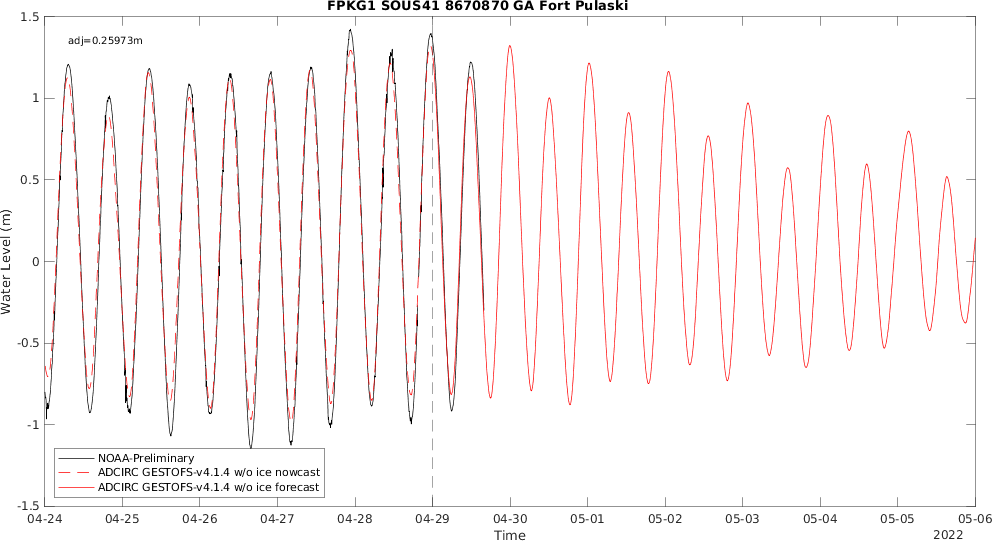 FPKG1 SOUS41 8670870 GA Fort Pulaski
1.5
adj=0.25973m
1
0.5
0
-0.5
-1
-1.5
Water Level (m)
NOAA-Preliminary
ADCIRC GESTOFS-v4.1.4 w/o ice nowcast
ADCIRC GESTOFS-v4.1.4 w/o ice forecast
04-24 04-25 04-26 04-27 04-28 04-29 04-30 05-01 05-02 05-03 05-04 05-05 05-06
Time
2022